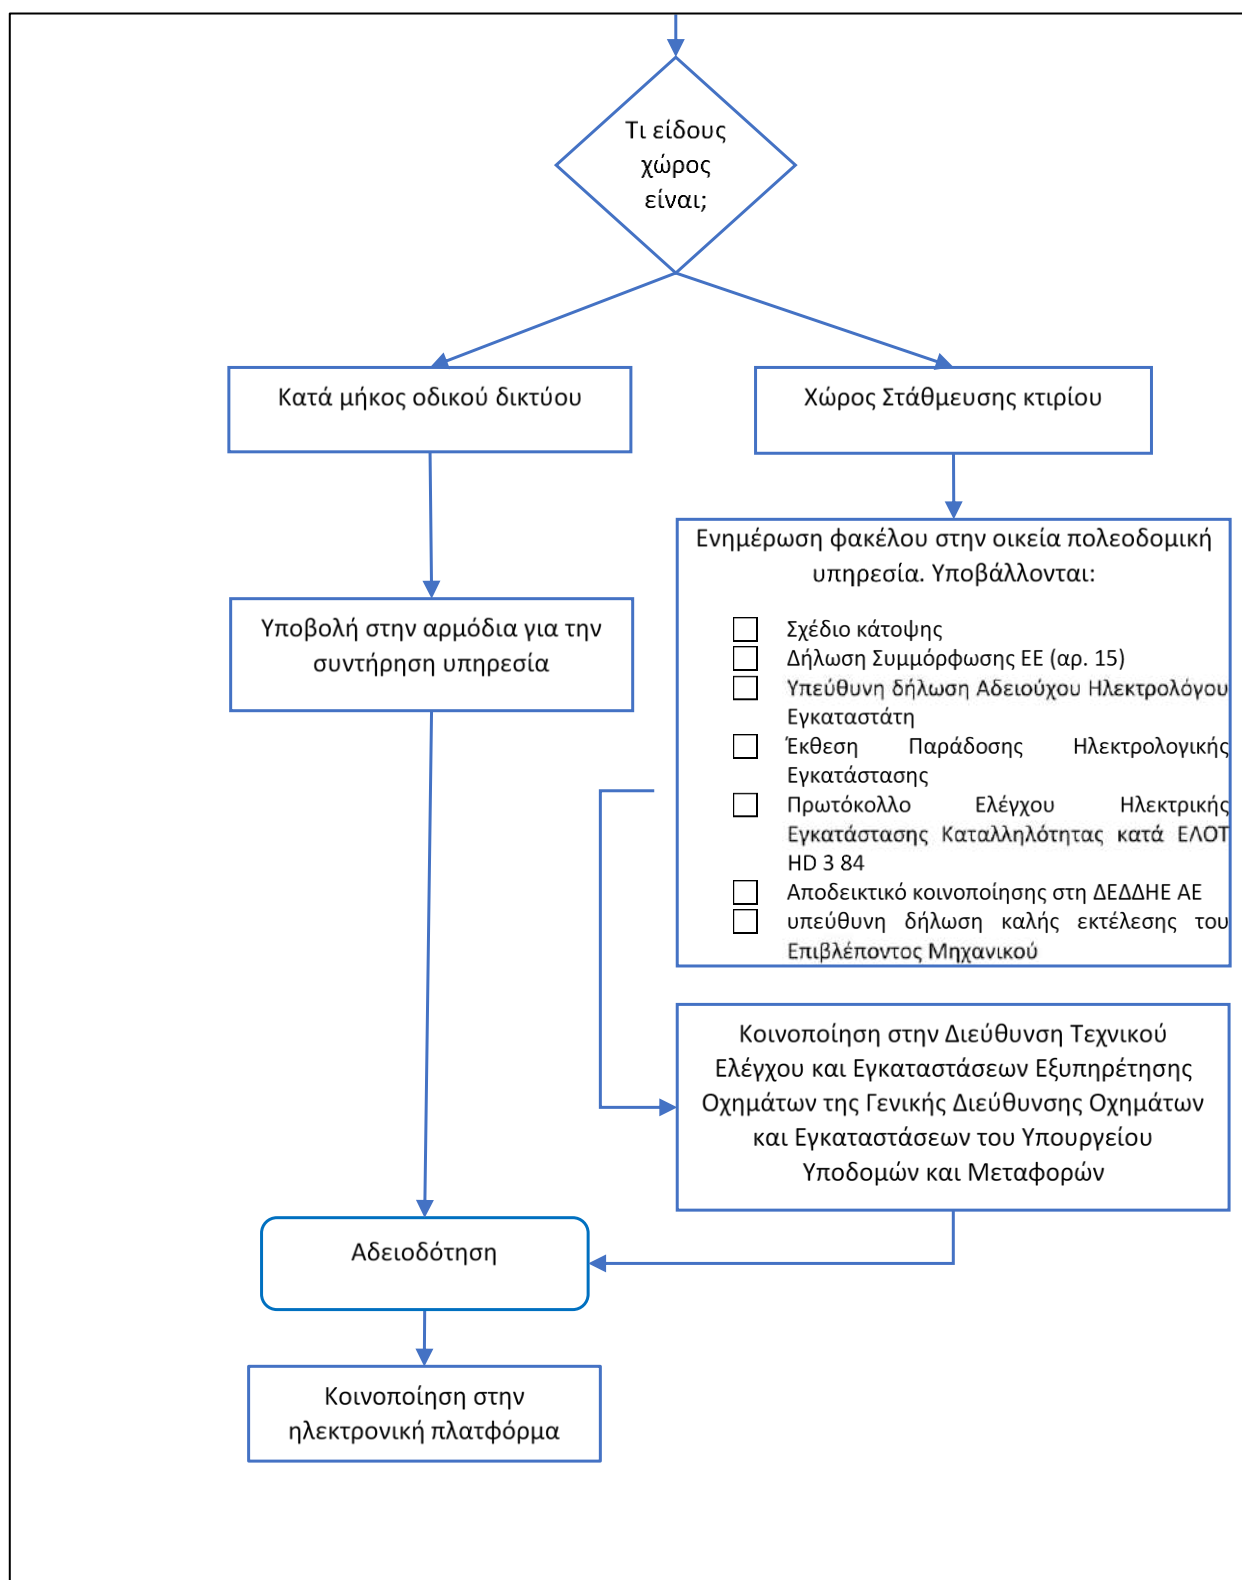 Τι είδους
χώρος
είναι;
Κατά μήκος οδικού δικτύου
Χώρος Στάθμευσης κτιρίου
Υποβολή στην αρμόδια για την
συντήρηση υπηρεσία
Ενημέρωση φακέλου στην οικεία πολεοδομική
υπηρεσία. Υποβάλλονται:
Σχέδιο κάτοψης
Δήλωση Συμμόρφωσης ΕΕ (αρ. 15)
Υπεύθυνη δήλωση Αδειούχου Ηλεκτρολόγου
Εγκαταστάτη
Έκθεση Παράδοσης Ηλεκτρολογικής
Εγκατάστασης
Πρωτόκολλο Ελέγχου Ηλεκτρικής
Εγκατάστασης Καταλληλότητας κατά ΕΛΟΤ
HD 3 84
Αποδεικτικό κοινοποίησης στη ΔΕΔΔΗΕ ΑΕ
υπεύθυνη δήλωση καλής εκτέλεσης του
Επιβλέποντος Μηχανικού
Κοινοποίηση στην Διεύθυνση Τεχνικού
Ελέγχου και Εγκαταστάσεων Εξυπηρέτησης
Οχημάτων της Γενικής Διεύθυνσης Οχημάτων
και Εγκαταστάσεων του Υπουργείου
Υποδομών και Μεταφορών
Αδειοδότηση
Κοινοποίηση στην
ηλεκτρονική πλατφόρμα